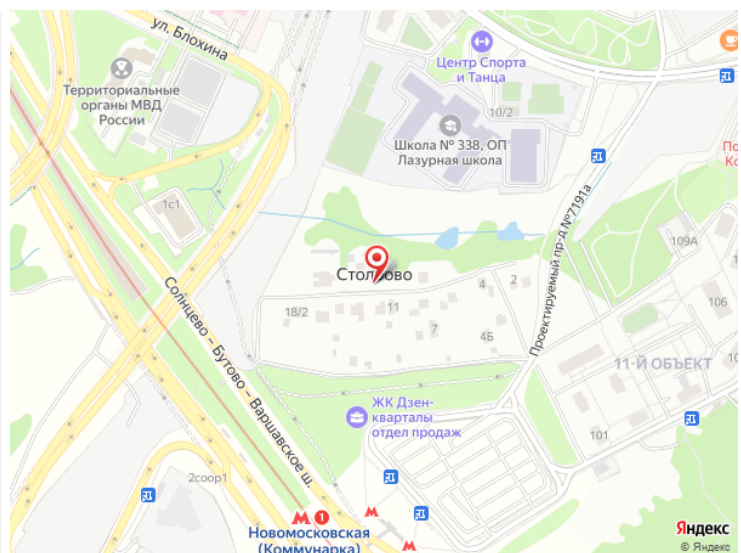 ул. Блохина
Территориальные
органы МВД
России
Центр Спорта
и Танца
10/2
Школа № 338, ОП
Лазурная школа
1с1
Проектируемый пр-д №7191а
109А
106
Солнцево – Бутово – Варшавское ш.
18/2
11
4
2
7
4Б
11-Й ОБЪЕКТ
ЖК Дзен-
кварталы
отдел продаж
101
2соор1
М 1
Новомосковская
(Коммунарка)
Яндекс
© Яндекс